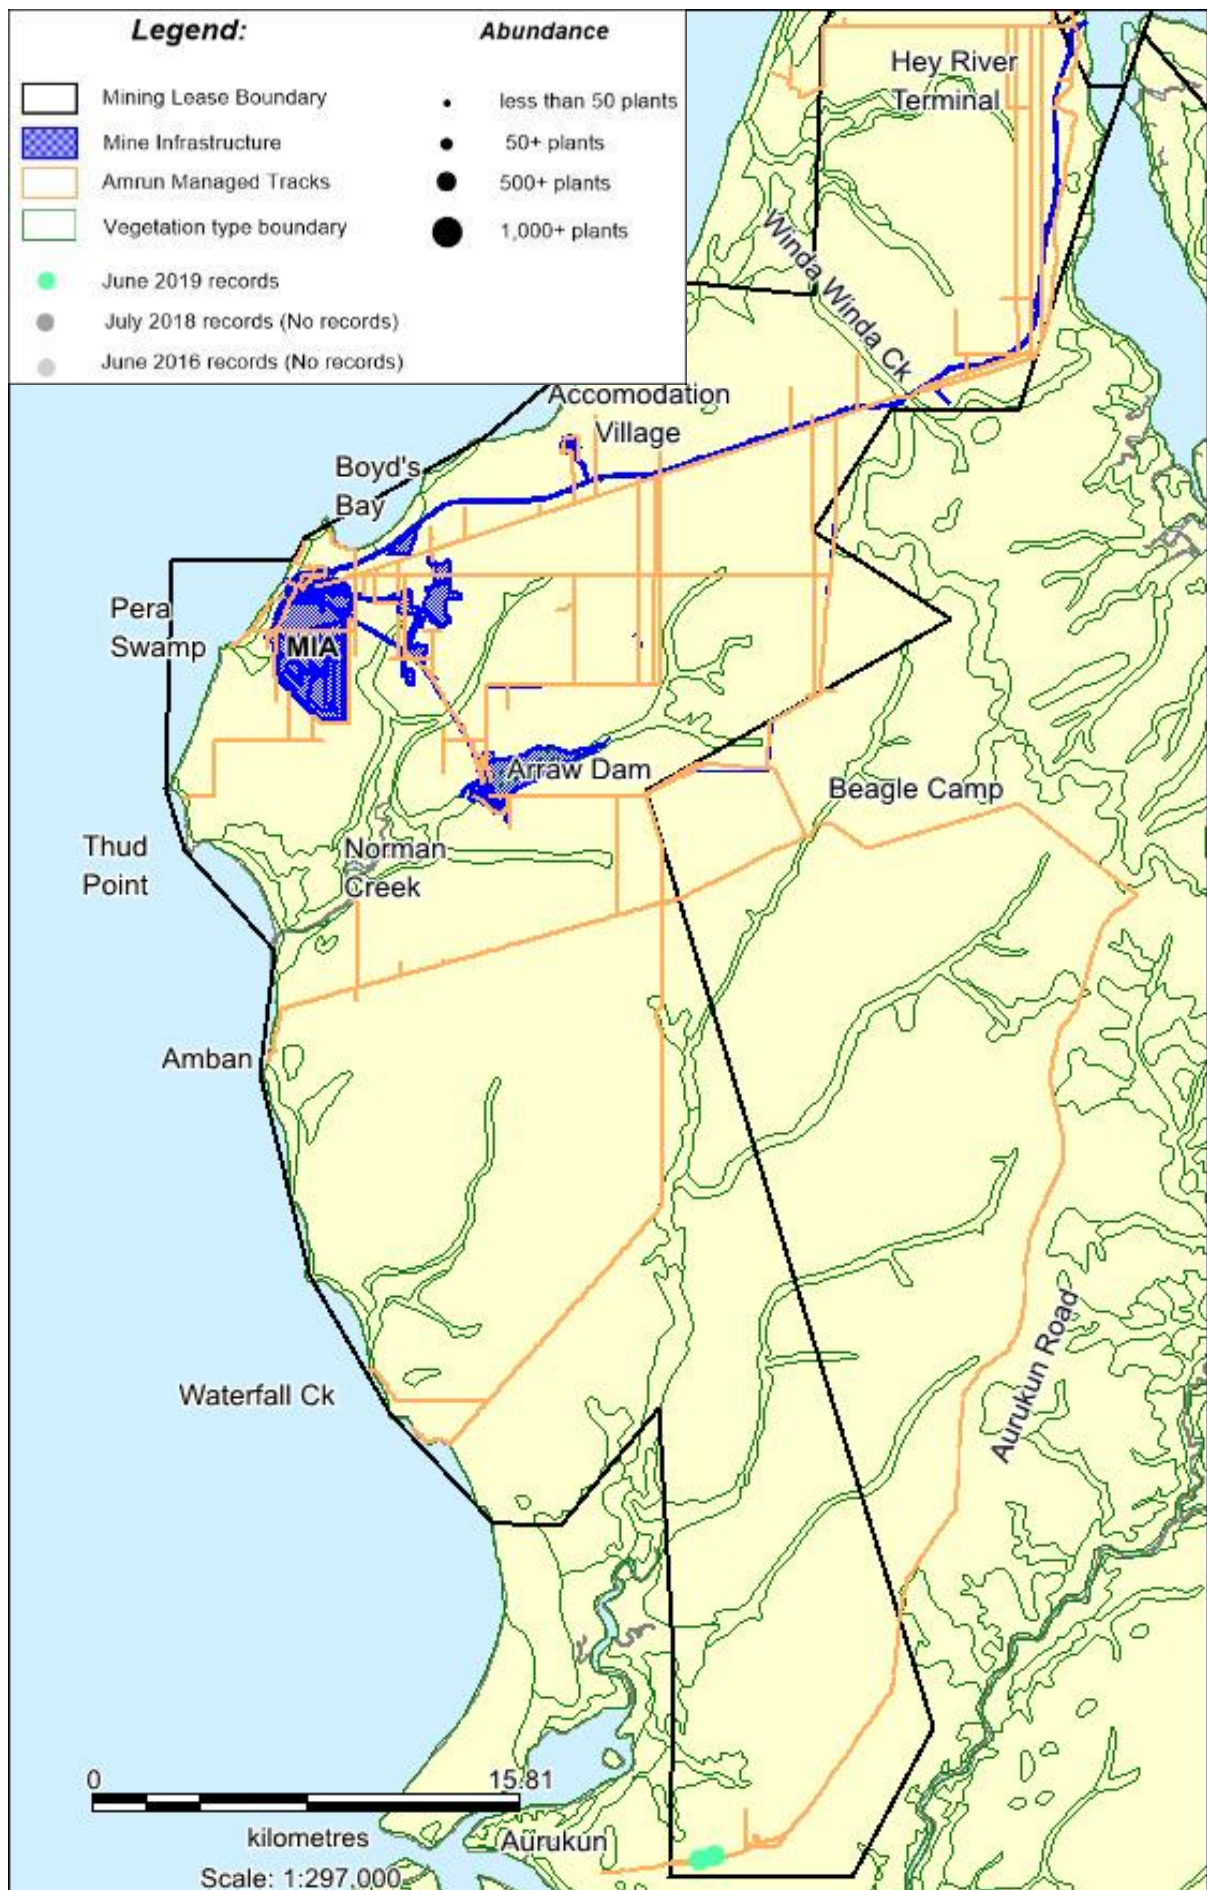 Legend:
Abundance
Mining Lease Boundary
less than 50 plants
Mine Infrastructure
50+ plants
Amrun Managed Tracks
500+ plants
Vegetation type boundary
1,000+ plants
June 2019 records
July 2018 records (No records)
June 2016 records (No records)
Hey River
Terminal
Winda Winda Ck
Accomodation
Village
Boyd's
Bay
Pera
Swamp
MIA
Arraw Dam
Beagle Camp
Thud
Point
Norman
Creek
Amban
Aurukun Road
Waterfall Ck
0
15.81
kilometres
Scale: 1:297,000
Aurukun